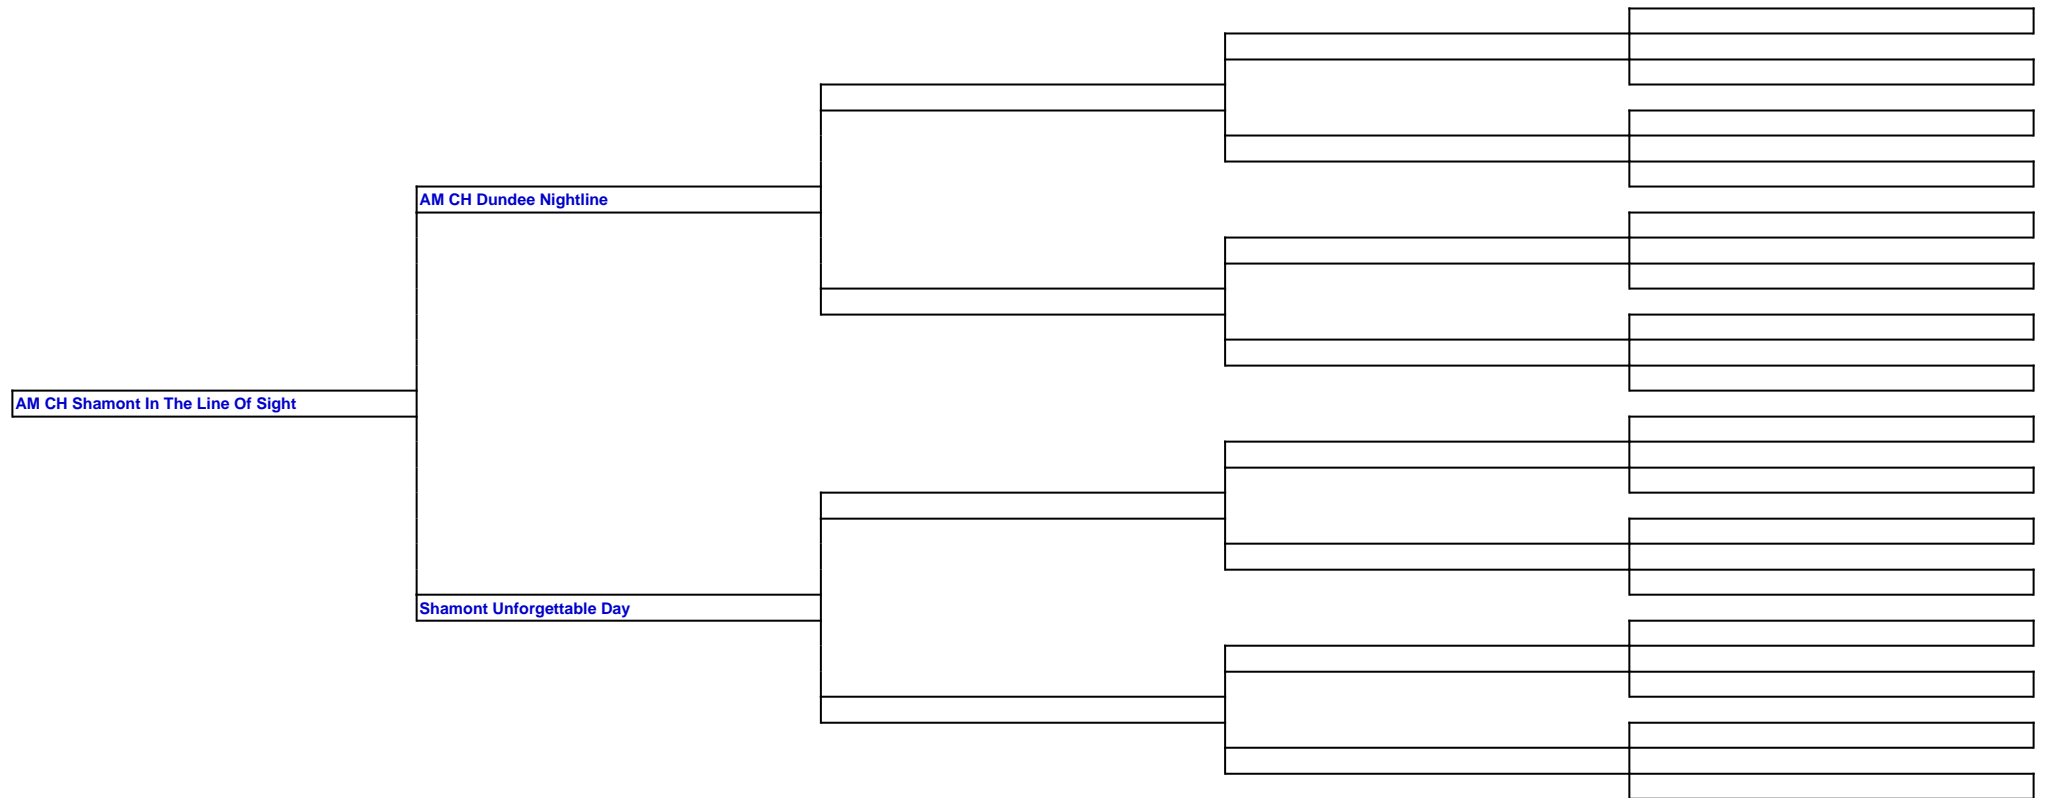 AM CH Dundee Nightline
AM CH Shamont In The Line Of Sight
Shamont Unforgettable Day